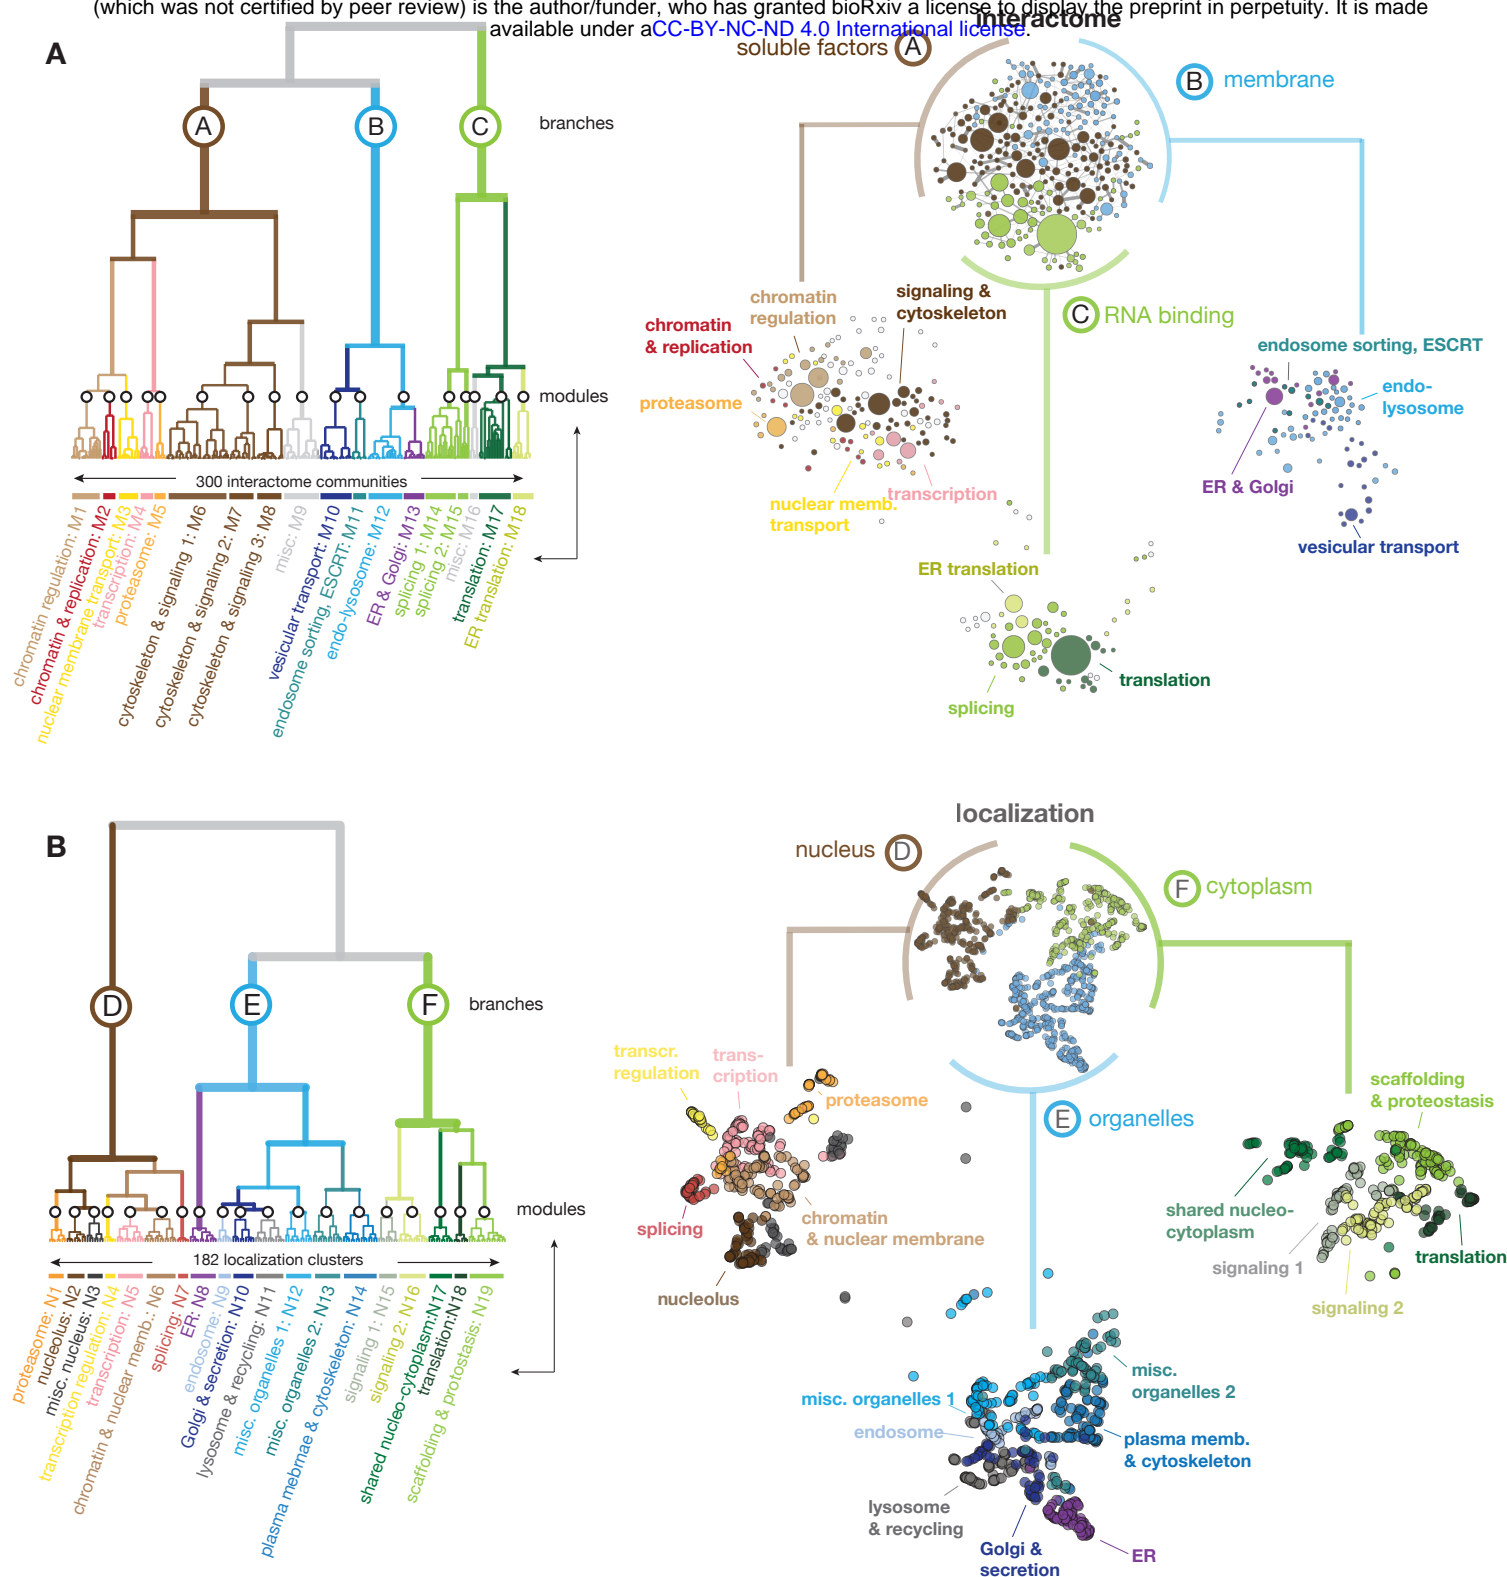 (which was not certified by peer review) is the author/funder, who has granted bioRxiv a license to display the preprint in perpetuity. It is made
available under aCC-BY-NC-ND 4.0 International license.
A
A
B
C
branches
modules
300 interactome communities
chromatin regulation: M1
chromatin & replication: M2
nuclear membrane transport: M3
transcription: M4
proteasome: M5
cytoskeleton & signaling 1: M6
cytoskeleton & signaling 2: M7
cytoskeleton & signaling 3: M8
misc: M9
vesicular transport: M10
endosome sorting, ESCRT: M11
endo-lysosome: M12
ER & Golgi: M13
splicing 1: M14
splicing 2: M15
misc: M16
translation: M17
ER translation: M18
interactome
soluble factors A
B membrane
C RNA binding
chromatin
regulation
signaling &
cytoskeleton
chromatin
& replication
proteasome
nuclear memb.
transport
transcription
endosome sorting, ESCRT
endo-
lysosome
ER & Golgi
vesicular transport
ER translation
translation
splicing
B
D
E
F
branches
modules
182 localization clusters
proteasome: N1
nucleolus: N2
misc. nucleus: N3
transcription regulation: N4
transcription: N5
chromatin & nuclear memb.: N6
splicing: N7
ER: N8
endosome: N9
Golgi & secretion: N10
lysosome & recycling: N11
misc. organelles 1: N12
misc. organelles 2: N13
plasma mebrnae & cytoskeleton: N14
signaling 1: N15
signaling 2: N16
shared nucleo-cytoplasm:N17
translation:N18
scaffolding & protostasis: N19
localization
nucleus D
F cytoplasm
E organelles
transcr.
regulation
trans-
cription
proteasome
splicing
chromatin
& nuclear membrane
nucleolus
scaffolding
& proteostasis
shared nucleo-
cytoplasm
signaling 1
translation
signaling 2
misc. organelles 1
endosome
misc.
organelles 2
plasma memb.
& cytoskeleton
lysosome
& recycling
Golgi &
secretion
ER